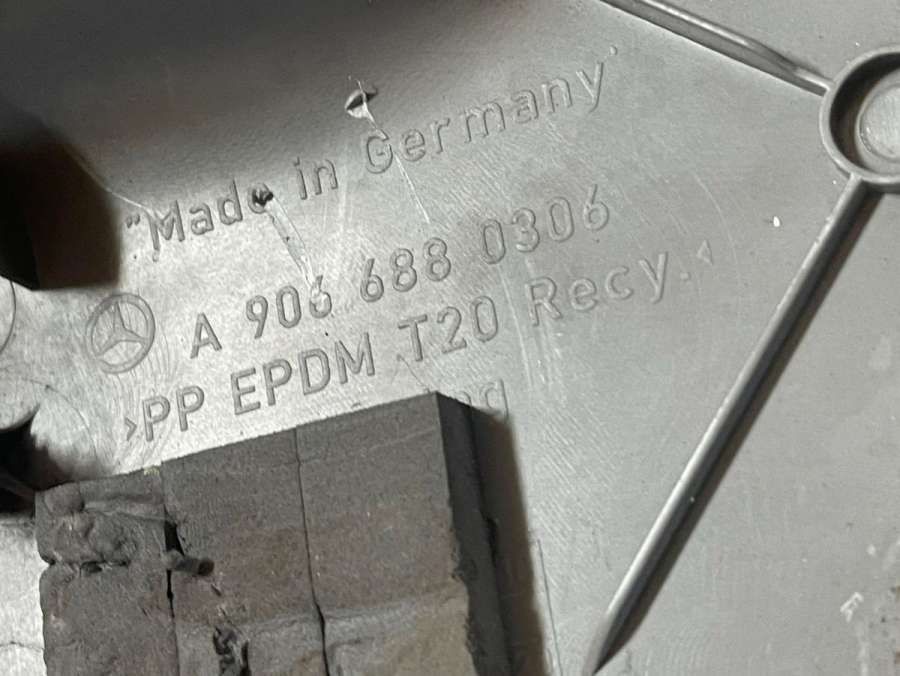 "Made in Germany"
A 906 688 0306
>PP EPDM T20 Recy.<